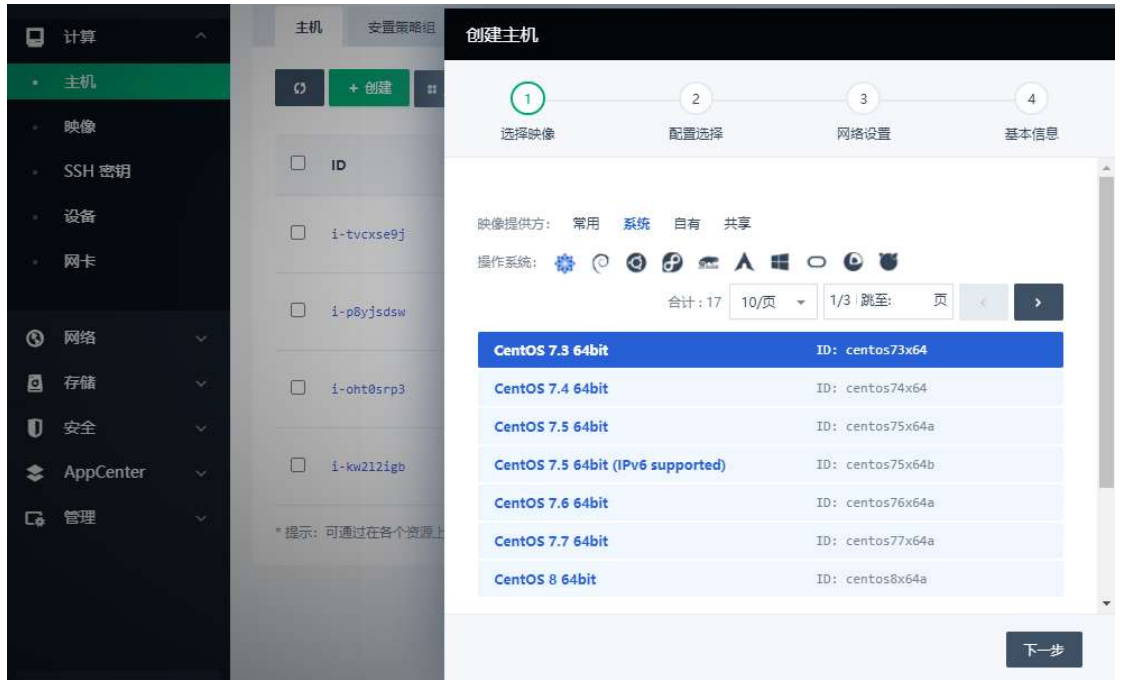 计算
主机
映像
SSH 密钥
设备
网卡
网络
存储
安全
AppCenter
管理
主机 安置策略组
+ 创建
ID
i-tvcxse9j
i-p8yjsdsw
i-oht0srp3
i-kw212igb
* 提示：可通过在各个资源上
创建主机
1 2 3 4
选择映像 配置选择 网络设置 基本信息
映像提供方： 常用 系统 自有 共享
操作系统：
合计：17 10/页 1/3 跳至: 页
CentOS 7.3 64bit ID: centos73x64
CentOS 7.4 64bit ID: centos74x64
CentOS 7.5 64bit ID: centos75x64a
CentOS 7.5 64bit (IPv6 supported) ID: centos75x64b
CentOS 7.6 64bit ID: centos76x64a
CentOS 7.7 64bit ID: centos77x64a
CentOS 8 64bit ID: centos8x64a
下一步